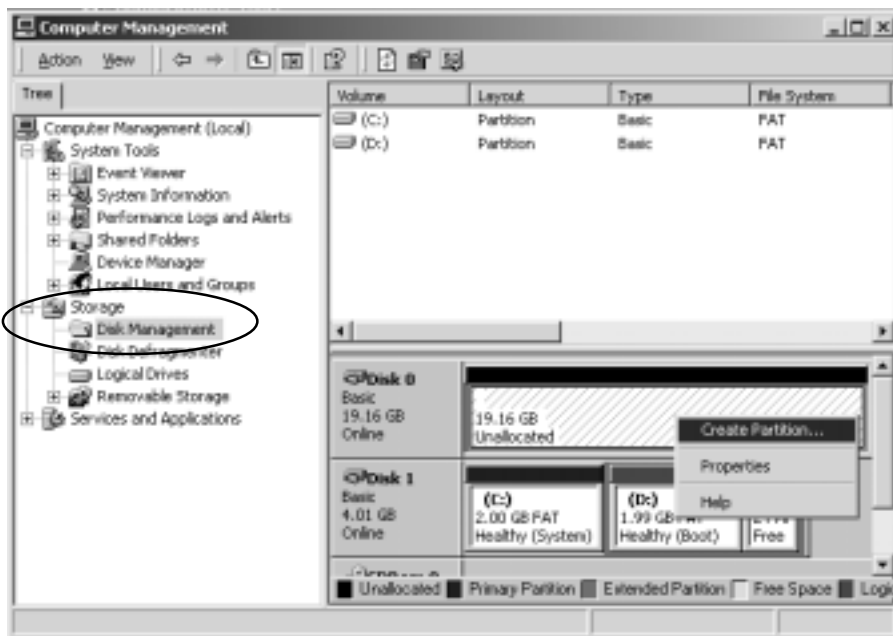 Computer Management
Action View
Tree
Computer Management (Local)
System Tools
Event Viewer
System Information
Performance Logs and Alerts
Shared Folders
Device Manager
Local Users and Groups
Storage
Disk Management
Disk Defragmenter
Logical Drives
Removable Storage
Services and Applications
Volume Layout Type File System
(C:) Partition Basic FAT
(D:) Partition Basic FAT
Disk 0
Basic
19.16 GB
Online
19.16 GB
Unallocated
Create Partition...
Properties
Help
Disk 1
Basic
4.01 GB
Online
(C:)
2.00 GB FAT
Healthy (System)
(D:)
1.99 GB
Healthy (Boot)
Free
Unallocated Primary Partition Extended Partition Free Space